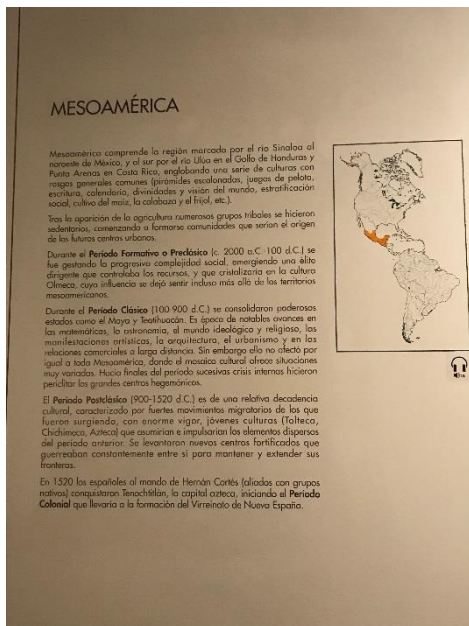 MESOAMÉRICA
Mesoamérica comprende la región marcada por el río Sinaloa al
noroeste de México, y al sur por el río Ulúa en el Golfo de Honduras y
Punta Arenas en Costa Rica, englobando una serie de culturas con
rasgos generales comunes (pirámides escalonadas, juegos de pelota,
escritura, calendario, divinidades y visión del mundo, estratificación
social, cultivo del maíz, la calabaza y el frijol, etc.).
Tras la aparición de la agricultura numerosos grupos tribales se hicieron
sedentarios, comenzando a formarse comunidades que serían el origen
de los futuros centros urbanos.
Durante el Periodo Formativo o Preclásico (c. 2000 a.C -100 d.C.) se
fue gestando la progresiva complejidad social, emergiendo una élite
dirigente que controlaba los recursos, y que cristalizaría en la cultura
Olmeca, cuya influencia se dejó sentir incluso más allá de los territorios
mesoamericanos.
Durante el Periodo Clásico (100-900 d.C.) se consolidaron poderosos
estados como el Maya y Teotihuacán. Es época de notables avances en
las matemáticas, la astronomía, el mundo ideológico y religioso, las
manifestaciones artísticas, la arquitectura, el urbanismo y en las
relaciones comerciales a larga distancia. Sin embargo ello no afectó por
igual a toda Mesoamérica, donde el mosaico cultural ofrece situaciones
muy variadas. Hacia finales del periodo sucesivas crisis internas hicieron
periclitar los grandes centros hegemónicos.
El Periodo Postclásico (900-1520 d.C.) es de una relativa decadencia
cultural, caracterizado por fuertes movimientos migratorios de los que
fueron surgiendo, con enorme vigor, jóvenes culturas (Tolteca,
Chichimeca, Azteca) que asumirían e impulsarían los elementos dispersos
del periodo anterior. Se levantaron nuevos centros fortificados que
guerreaban constantemente entre sí para mantener y extender sus
fronteras.
En 1520 los españoles al mando de Hernán Cortés (aliados con grupos
nativos) conquistaron Tenochtitlán, la capital azteca, iniciando el Periodo
Colonial que llevaría a la formación del Virreinato de Nueva España.